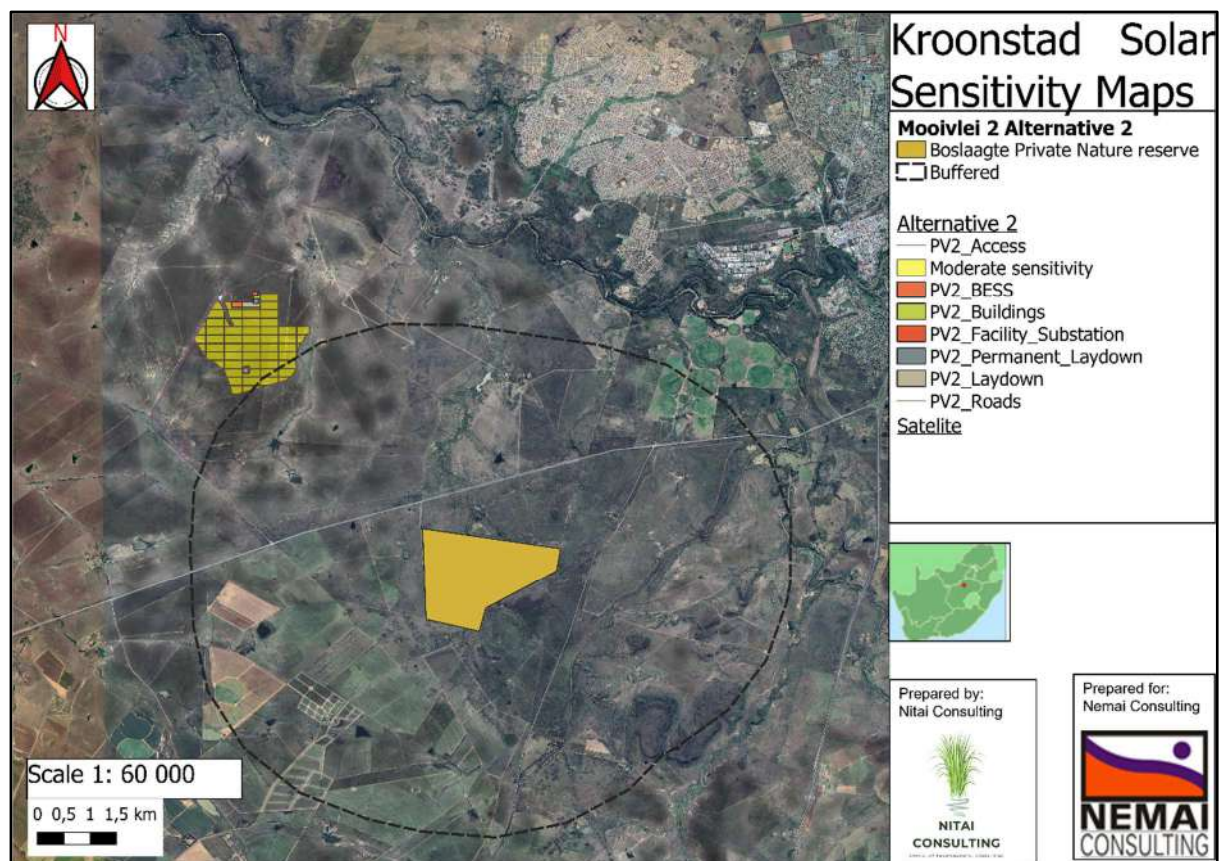 N
Kroonstad Solar
Sensitivity Maps
Mooivlei 2 Alternative 2
Boslaagte Private Nature reserve
Buffered
Alternative 2
PV2_Access
Moderate sensitivity
PV2_BESS
PV2_Buildings
PV2_Facility_Substation
PV2_Permanent_Laydown
PV2_Laydown
PV2_Roads
Satelite
Scale 1: 60 000
0 0,5 1 1,5 km
Prepared by:
Nitai Consulting
NITAI
CONSULTING
Prepared for:
Nemai Consulting
NEMAI
CONSULTING